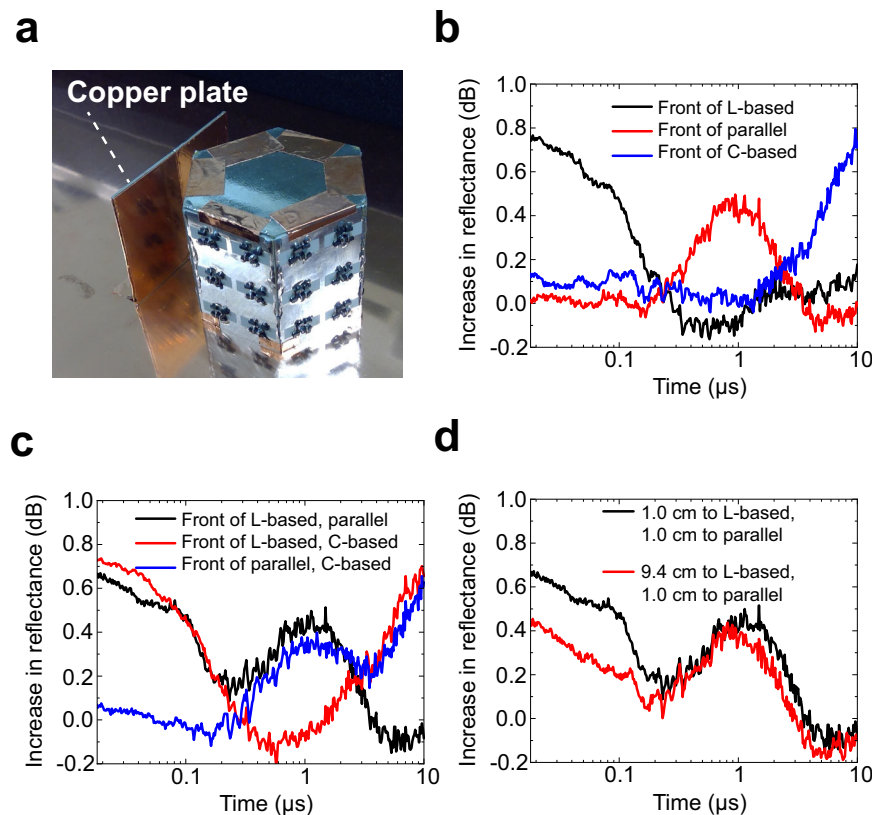 a
Copper plate
b
Increase in reflectance (dB)
1.0
0.8
0.6
0.4
0.2
0.0
-0.2
Front of L-based
Front of parallel
Front of C-based
0.1
1
10
Time (µs)
c
Increase in reflectance (dB)
1.0
0.8
0.6
0.4
0.2
0.0
-0.2
Front of L-based, parallel
Front of L-based, C-based
Front of parallel, C-based
0.1
1
10
Time (µs)
d
Increase in reflectance (dB)
1.0
0.8
0.6
0.4
0.2
0.0
-0.2
1.0 cm to L-based,
1.0 cm to parallel
9.4 cm to L-based,
1.0 cm to parallel
0.1
1
10
Time (µs)